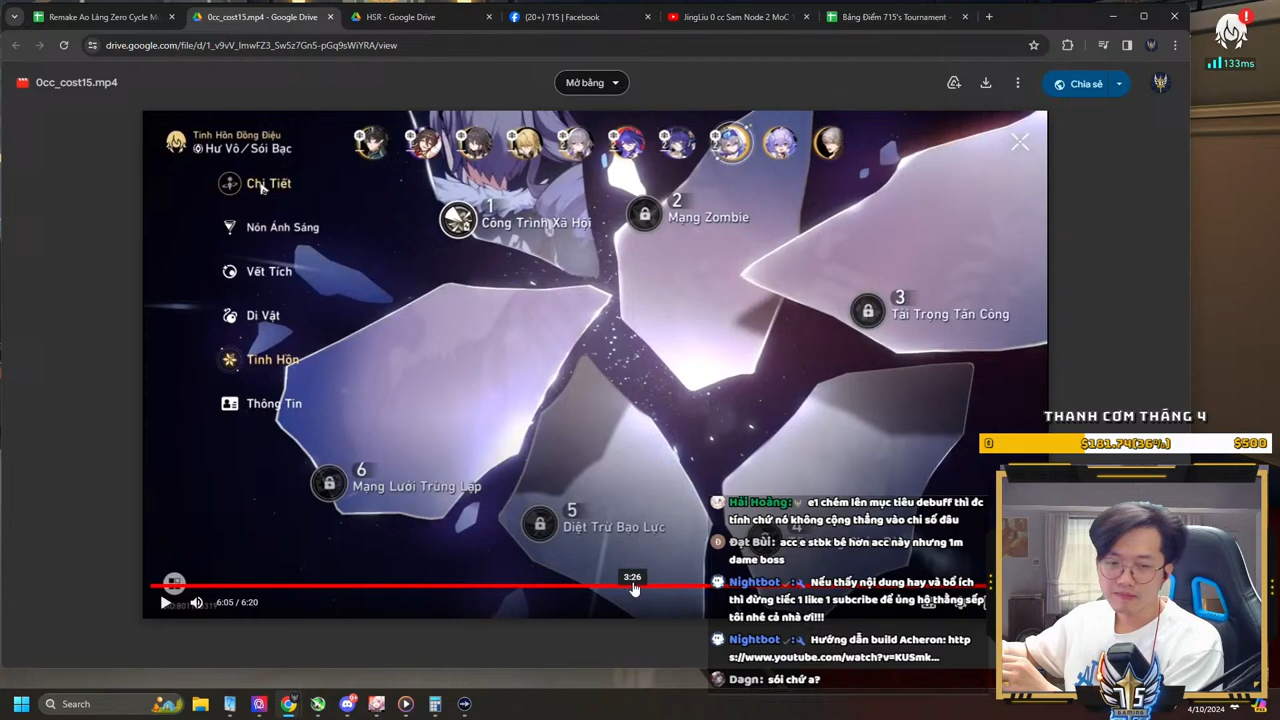 Remake Ao Làng Zero Cycle M
0cc_cost15.mp4 - Google Drive
HSR - Google Drive
(20+) 715 | Facebook
JingLiu 0 cc Sam Node 2 MoC
Bảng Điểm 715's Tournament -
133ms
drive.google.com/file/d/1_v9vV_ImwFZ3_Sw5z7Gn5-pGq9sWiYRA/view
0cc_cost15.mp4
Mở bằng
Chia sẻ
Tinh Hồn Đồng Điệu
Hư Vô／Sói Bạc
Chi Tiết
Nón Ánh Sáng
Vết Tích
Di Vật
Tinh Hồn
Thông Tin
1
Công Trình Xã Hội
2
Mạng Zombie
3
Tải Trọng Tấn Công
6
Mạng Lưới Trùng Lặp
5
Diệt Trừ Bạo Lực
3:26
6:05 / 6:20
THANH CƠM THÁNG 4
0
$181.74(36%)
$500
Hải Hoàng: e1 chém lên mục tiêu debuff thì đc
tính chứ nó không cộng thẳng vào chỉ số đâu
Đạt Bùi: acc e stbk bé hơn acc này nhưng 1m
dame boss
Nightbot : Nếu thấy nội dung hay và bổ ích
thì đừng tiếc 1 like 1 subcribe để ủng hộ thằng sếp
tôi nhé cả nhà ơi!!!
Nightbot : Hướng dẫn build Acheron: http
s://www.youtube.com/watch?v=KUSmk...
Dagn: sói chứ a?
75
GAMING
Search
4/10/2024